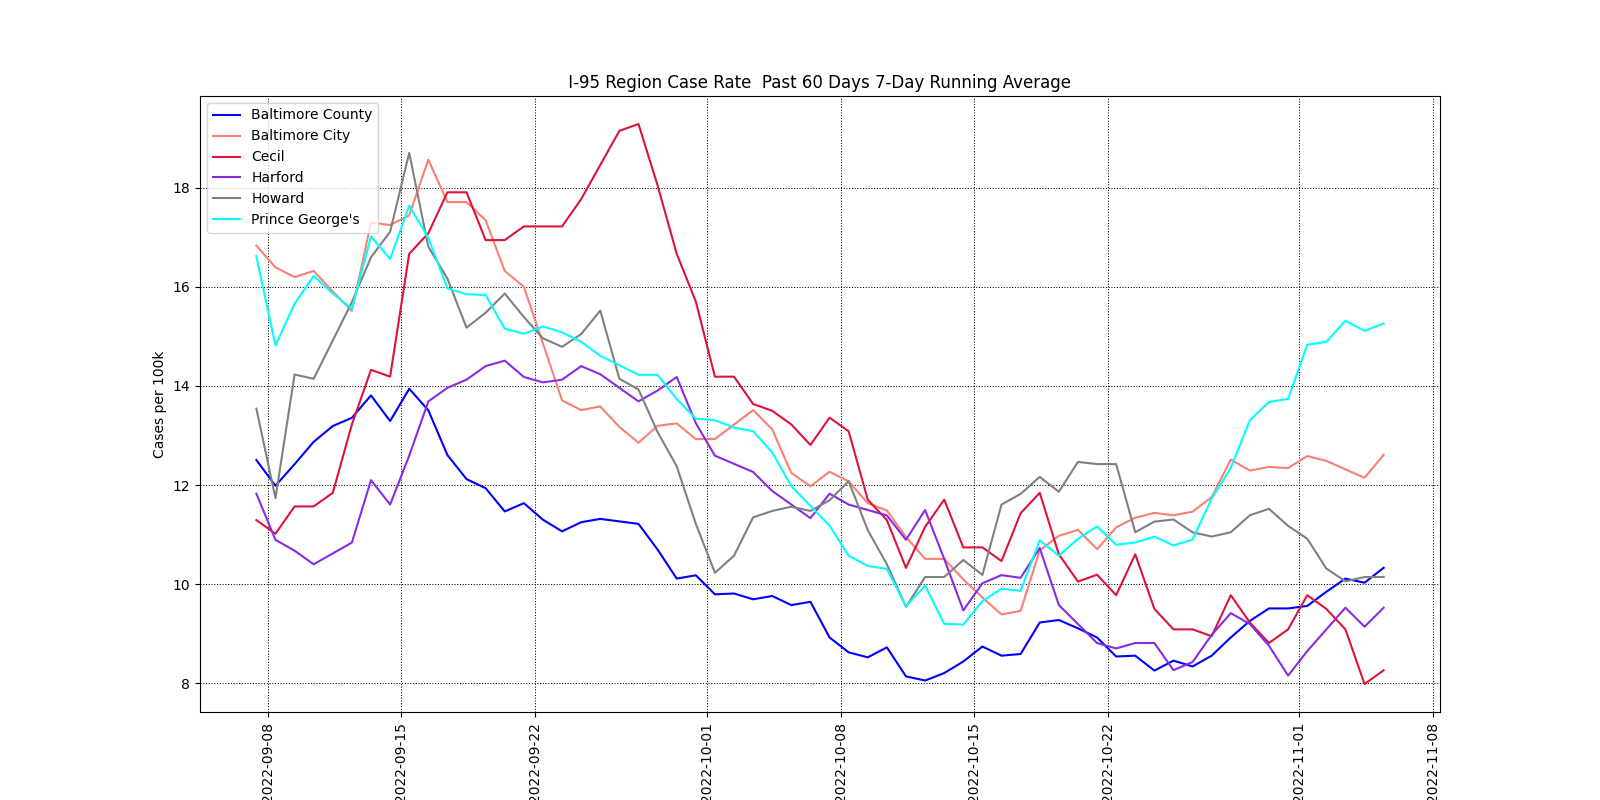 I-95 Region Case Rate  Past 60 Days 7-Day Running Average
Baltimore County
Baltimore City
Cecil
Harford
Howard
Prince George's
Cases per 100k
18
16
14
12
10
8
2022-09-08
2022-09-15
2022-09-22
2022-10-01
2022-10-08
2022-10-15
2022-10-22
2022-11-01
2022-11-08